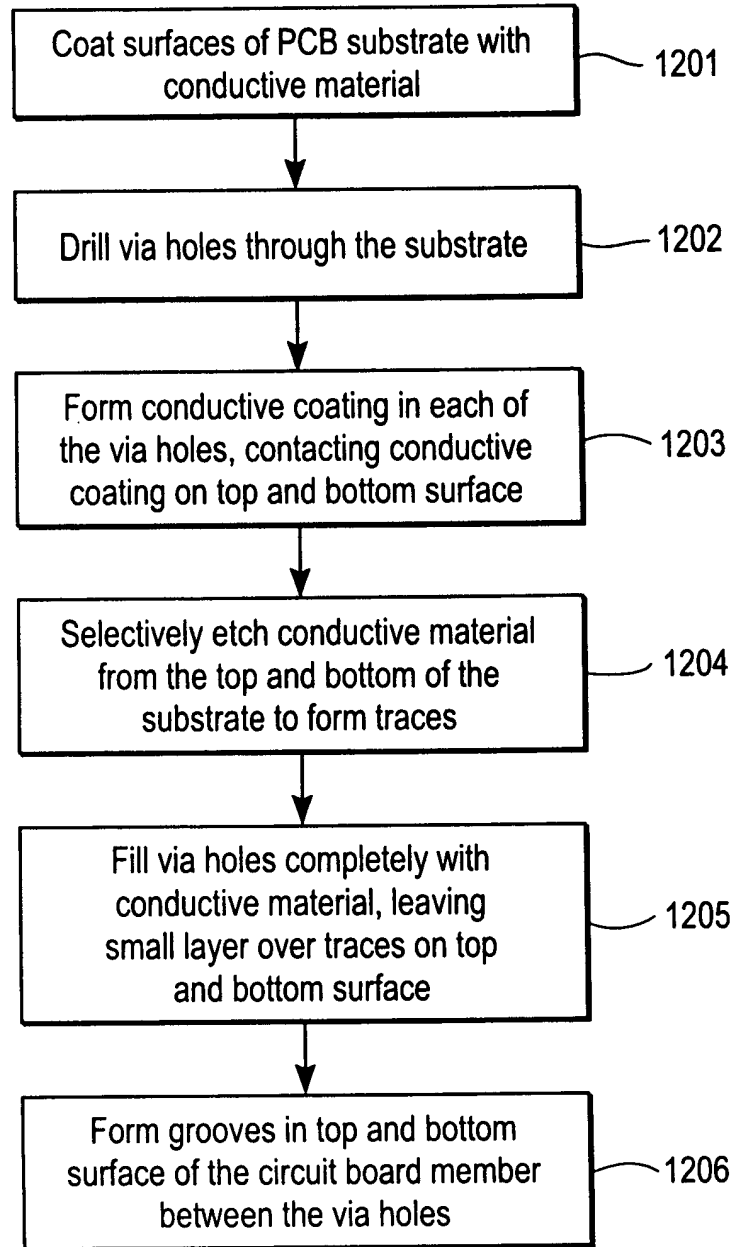 Coat surfaces of PCB substrate with
conductive material
1201
Drill via holes through the substrate
1202
Form conductive coating in each of
the via holes, contacting conductive
coating on top and bottom surface
1203
Selectively etch conductive material
from the top and bottom of the
substrate to form traces
1204
Fill via holes completely with
conductive material, leaving
small layer over traces on top
and bottom surface
1205
Form grooves in top and bottom
surface of the circuit board member
between the via holes
1206